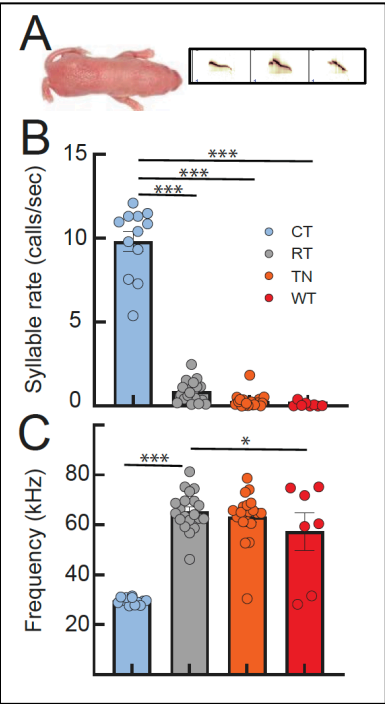 A
B
Syllable rate (calls/sec)
15
10
5
0
***
***
***
CT
RT
TN
WT
C
Frequency (kHz)
80
60
40
20
***
*